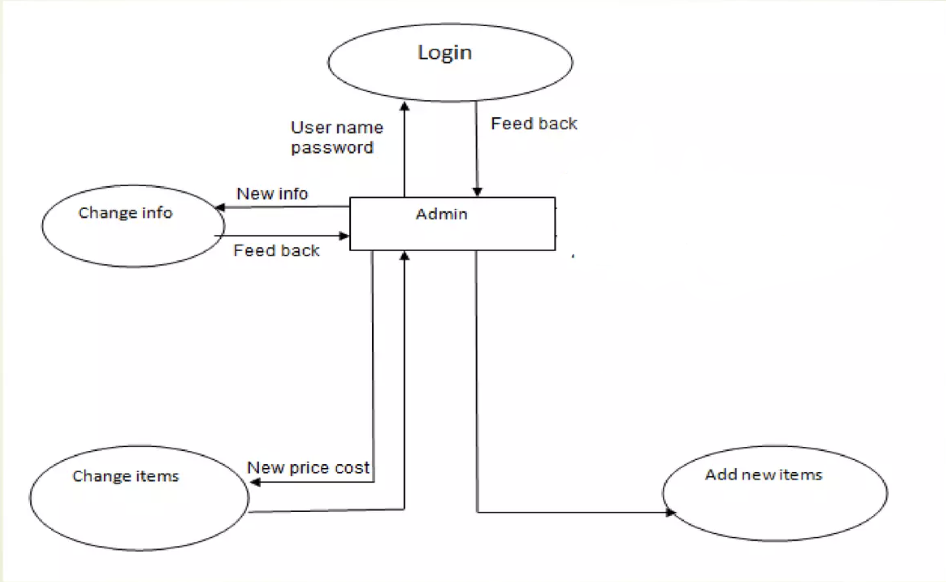 Login
User name
password
Feed back
New info
Change info
Admin
Feed back
New price cost
Change items
Add new items